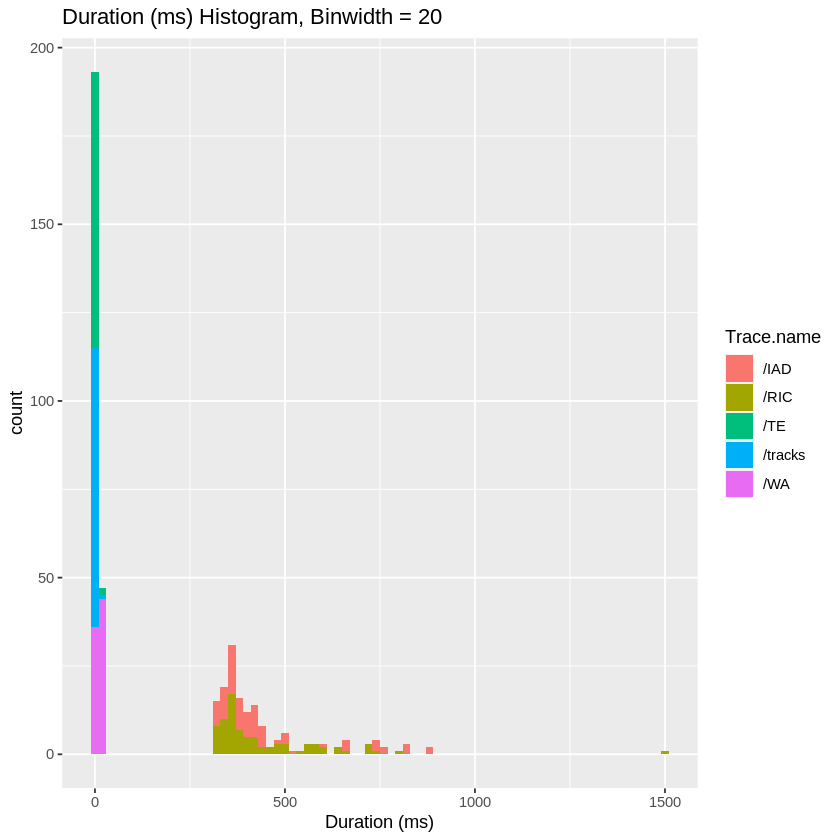 Duration (ms) Histogram, Binwidth = 20
200
150
100
50
0
count
0 500 1000 1500
Duration (ms)
Trace.name
/IAD
/RIC
/TE
/tracks
/WA